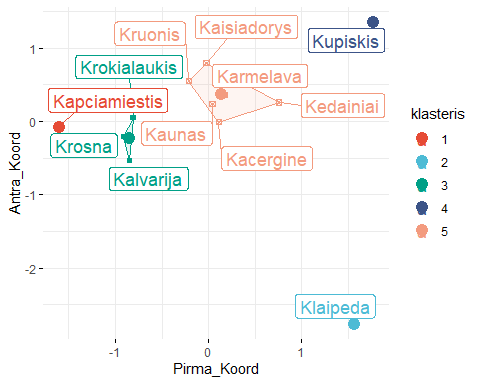 Kruonis
Kaisiadorys
Kupiskis
Krokialaukis
Karmelava
Kapciamiestis
Kedainiai
Kaunas
Krosna
Kacergine
Kalvarija
Klaipeda
1
0
-1
-2
-1
0
1
Antra_Koord
Pirma_Koord
klasteris
1
2
3
4
5